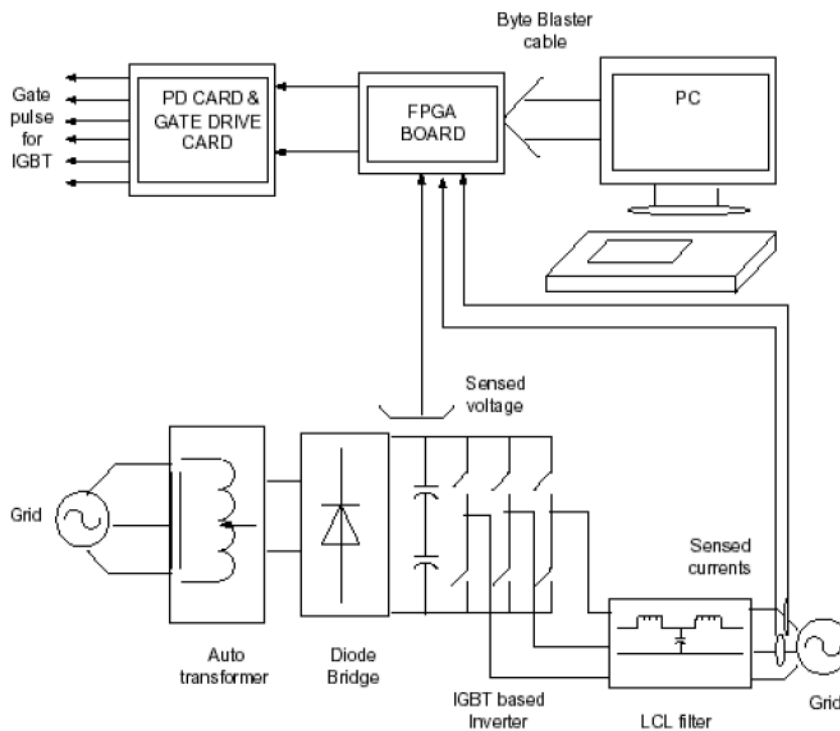 Byte Blaster
cable
Gate
pulse
for
IGBT
PD CARD &
GATE DRIVE
CARD
FPGA
BOARD
PC
Sensed
voltage
Grid
Sensed
currents
Auto
transformer
Diode
Bridge
IGBT based
Inverter
LCL filter
Grid